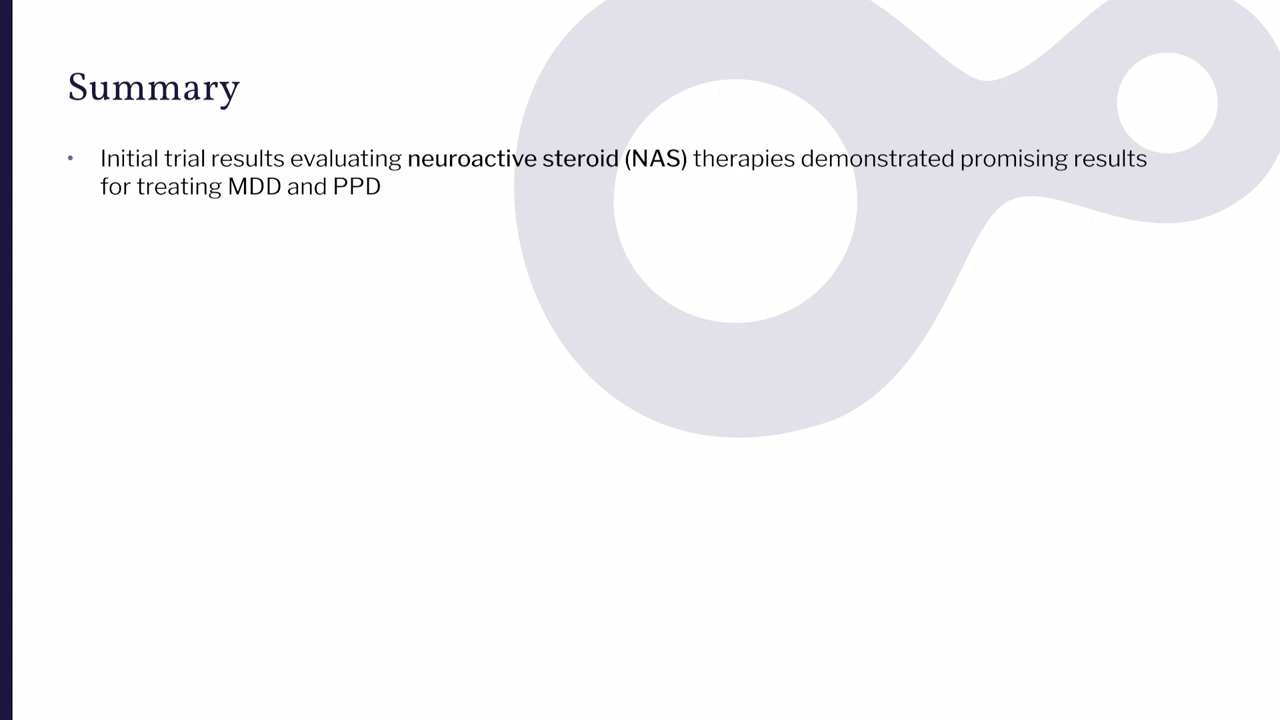 Summary
• Initial trial results evaluating neuroactive steroid (NAS) therapies demonstrated promising results
for treating MDD and PPD